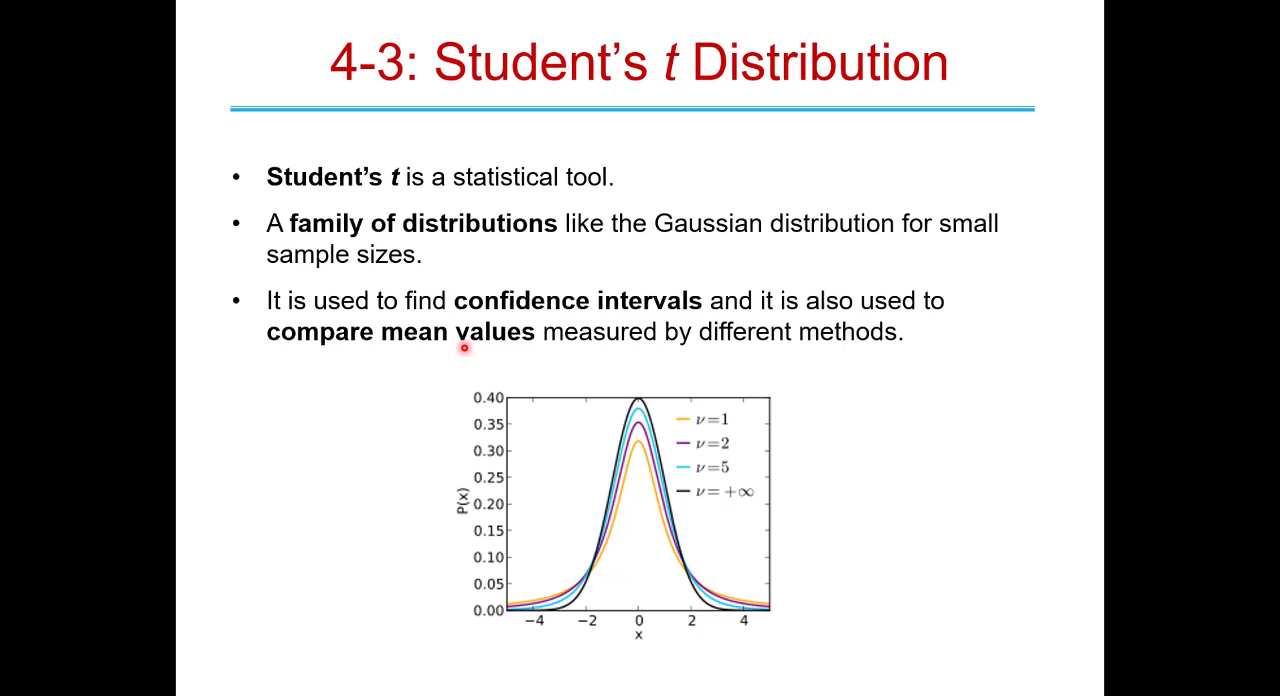 4-3: Student’s t Distribution
• Student’s t is a statistical tool.
• A family of distributions like the Gaussian distribution for small
sample sizes.
• It is used to find confidence intervals and it is also used to
compare mean values measured by different methods.
0.40
0.35
0.30
0.25
0.20
0.15
0.10
0.05
0.00
P(x)
ν=1
ν=2
ν=5
ν=+∞
−4 −2 0 2 4
x